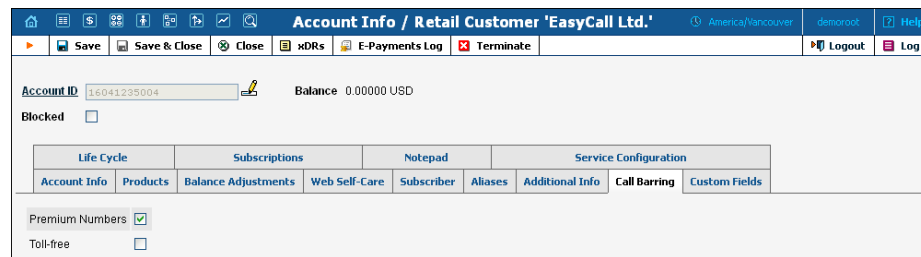 Account Info / Retail Customer 'EasyCall Ltd.' America/Vancouver demoroot Help
Save Save & Close Close xDRs E-Payments Log Terminate Logout Log
Account ID 16041235004 Balance 0.00000 USD
Blocked
Life Cycle Subscriptions Notepad Service Configuration
Account Info Products Balance Adjustments Web Self-Care Subscriber Aliases Additional Info Call Barring Custom Fields
Premium Numbers
Toll-free